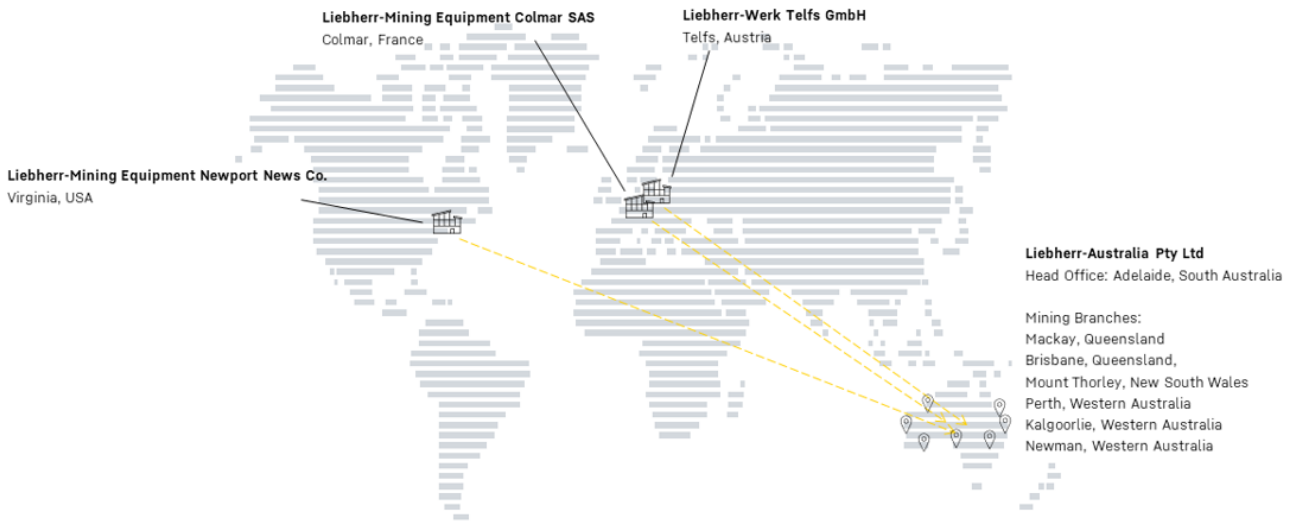 Liebherr-Mining Equipment Colmar SAS
Colmar, France
Liebherr-Werk Telfs GmbH
Telfs, Austria
Liebherr-Mining Equipment Newport News Co.
Virginia, USA
Liebherr-Australia Pty Ltd
Head Office: Adelaide, South Australia
Mining Branches:
Mackay, Queensland
Brisbane, Queensland,
Mount Thorley, New South Wales
Perth, Western Australia
Kalgoorlie, Western Australia
Newman, Western Australia